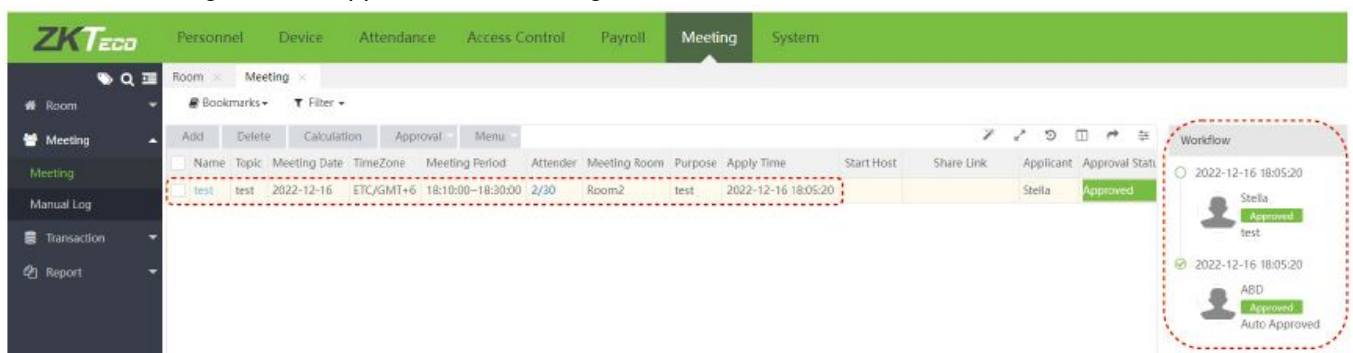 ZKTeco Personnel Device Attendance Access Control Payroll Meeting System
Room Meeting
Room
Bookmarks Filter
Meeting
Add Delete Calculation Approval Menu
Workflow
Name Topic Meeting Date TimeZone Meeting Period Attender Meeting Room Purpose Apply Time Start Host Share Link Applicant Approval Statu
Meeting
2022-12-16 18:05:20
test test 2022-12-16 ETC/GMT+6 18:10:00~18:30:00 2/30 Room2 test 2022-12-16 18:05:20 Stella Approved
Stella
Manual Log
Approved
test
Transaction
2022-12-16 18:05:20
Report
ABD
Approved
Auto Approved